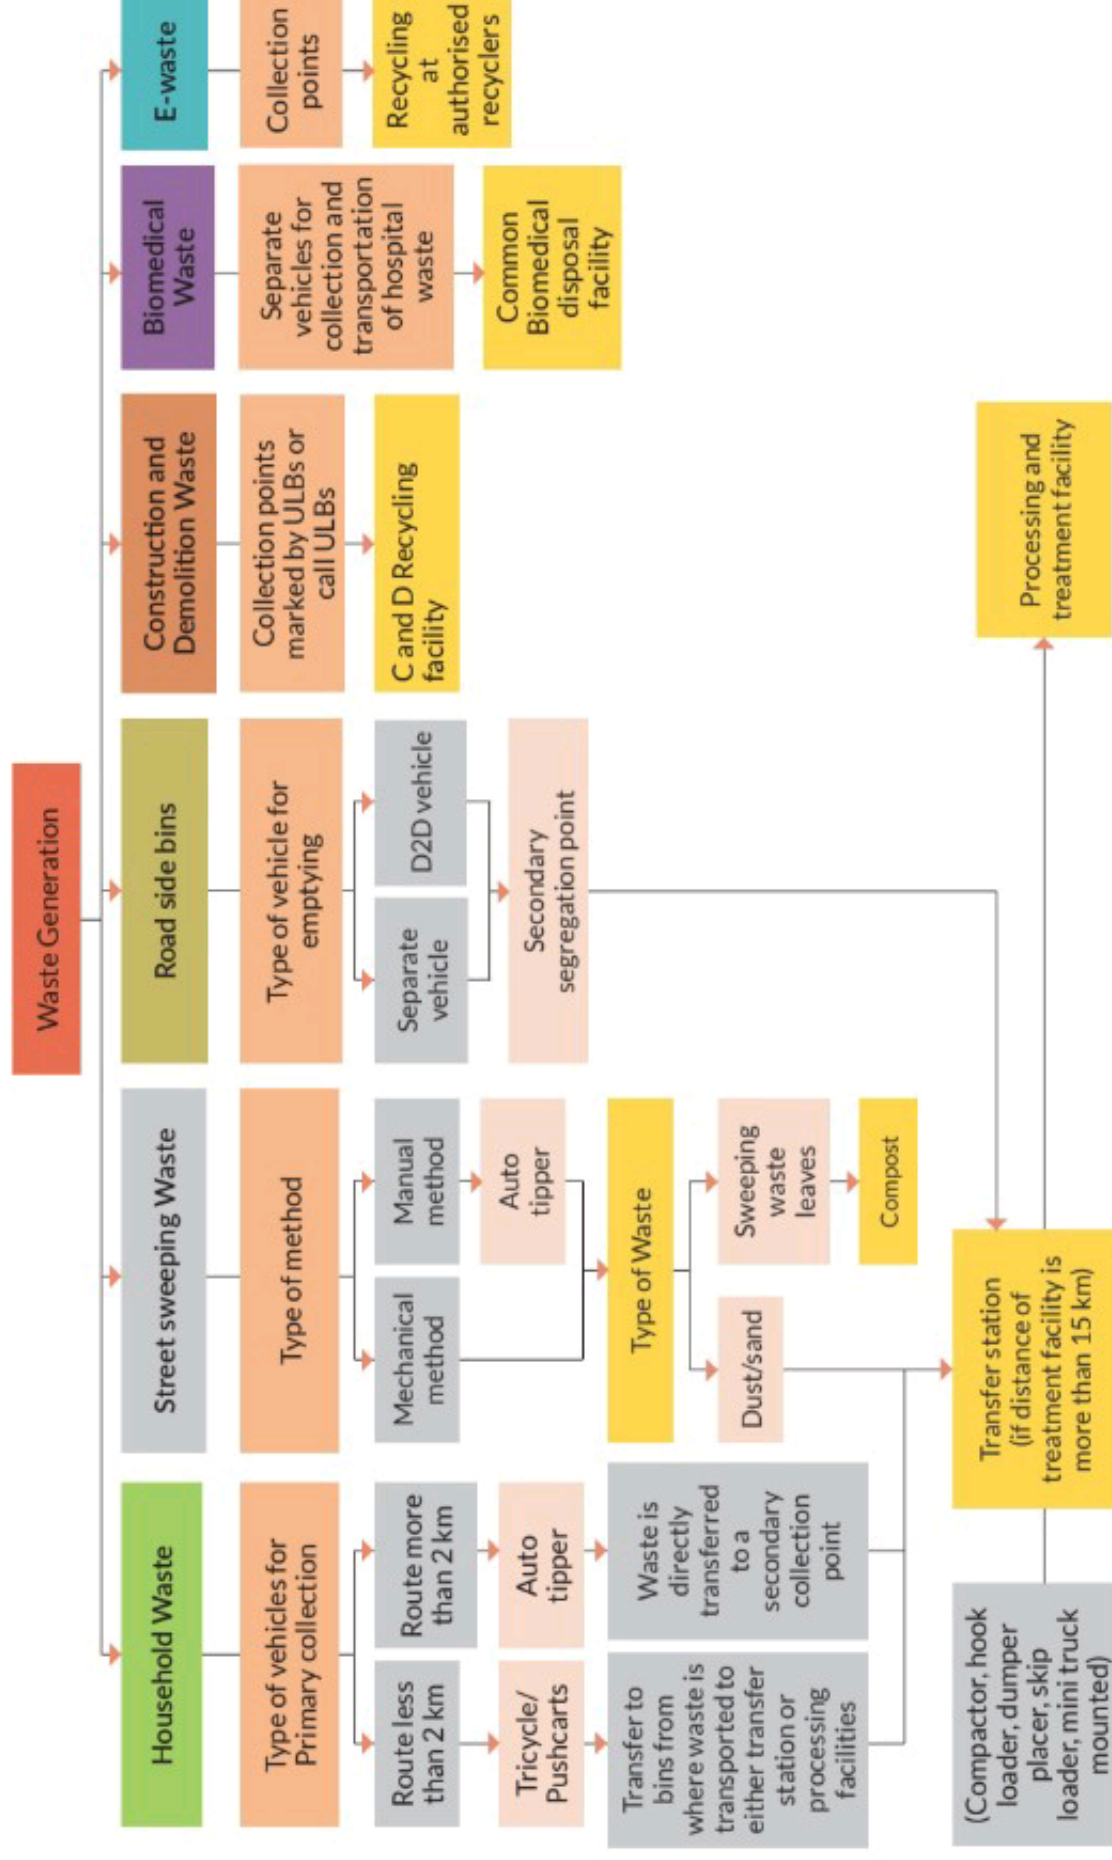 Waste Generation
Household Waste
Street sweeping Waste
Road side bins
Construction and
Demolition Waste
Biomedical
Waste
E-waste
Type of vehicles for
Primary collection
Type of method
Type of vehicle for
emptying
Collection points
marked by ULBs or
call ULBs
Separate
vehicles for
collection and
transportation
of hospital
waste
Collection
points
Route less
than 2 km
Route more
than 2 km
Mechanical
method
Manual
method
Separate
vehicle
D2D vehicle
C and D Recycling
facility
Common
Biomedical
disposal
facility
Recycling
at
authorised
recyclers
Tricycle/
Pushcarts
Auto
tipper
Auto
tipper
Secondary
segregation point
Transfer to
bins from
where waste is
transported to
either transfer
station or
processing
facilities
Waste is
directly
transferred
to a
secondary
collection
point
Type of Waste
Dust/sand
Sweeping
waste
leaves
Compost
(Compactor, hook
loader, dumper
placer, skip
loader, mini truck
mounted)
Transfer station
(if distance of
treatment facility is
more than 15 km)
Processing and
treatment facility